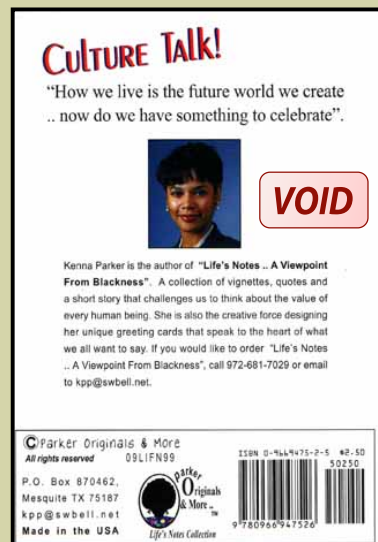 CULTURE TALK!
“How we live is the future world we create
.. now do we have something to celebrate”.
VOID
Kenna Parker is the author of “Life's Notes .. A Viewpoint
From Blackness”. A collection of vignettes, quotes and
a short story that challenges us to think about the value of
every human being. She is also the creative force designing
her unique greeting cards that speak to the heart of what
we all want to say. If you would like to order “Life's Notes
.. A Viewpoint From Blackness”, call 972-681-7029 or email
to kpp@swbell.net.
©Parker Originals & More
All rights reserved 09LIFN99
P.O. Box 870462,
Mesquite TX 75187
kpp@swbell.net
Made in the USA
Parker
Originals
& More ..
™
Life's Notes Collection
ISBN 0-9669475-2-5 $2.50
50250
9 780966 947526